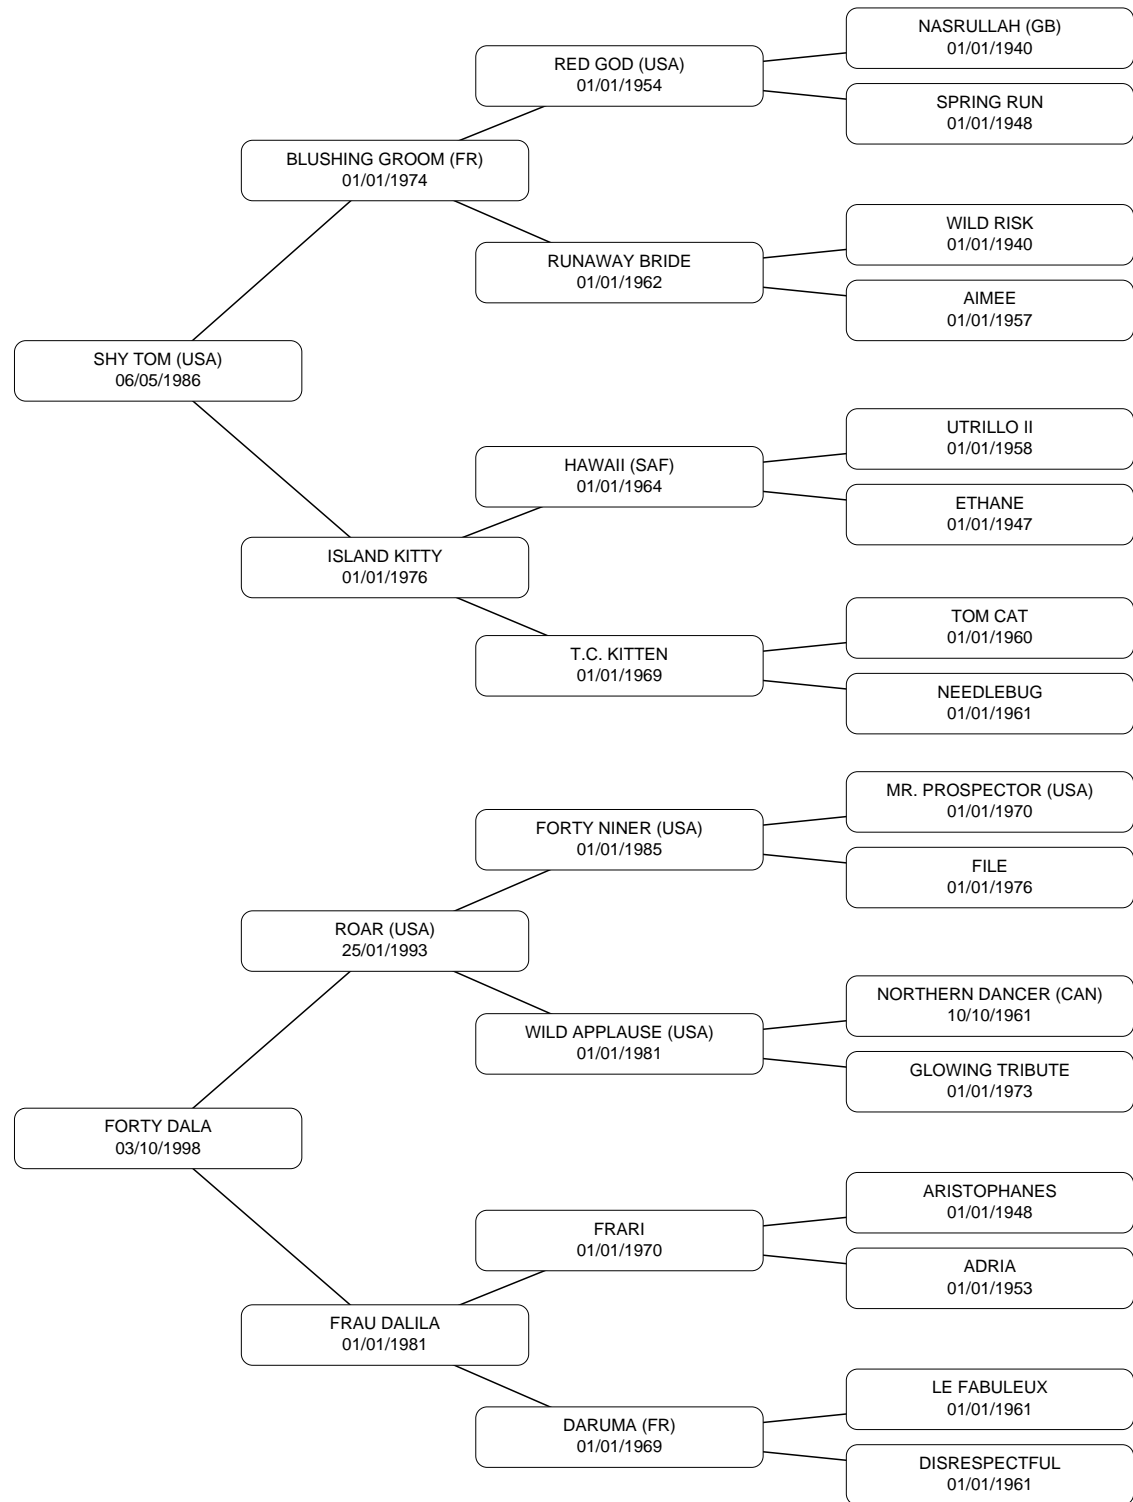 NASRULLAH (GB)
01/01/1940
RED GOD (USA)
01/01/1954
SPRING RUN
01/01/1948
BLUSHING GROOM (FR)
01/01/1974
WILD RISK
01/01/1940
RUNAWAY BRIDE
01/01/1962
AIMEE
01/01/1957
SHY TOM (USA)
06/05/1986
UTRILLO II
01/01/1958
HAWAII (SAF)
01/01/1964
ETHANE
01/01/1947
ISLAND KITTY
01/01/1976
TOM CAT
01/01/1960
T.C. KITTEN
01/01/1969
NEEDLEBUG
01/01/1961
MR. PROSPECTOR (USA)
01/01/1970
FORTY NINER (USA)
01/01/1985
FILE
01/01/1976
ROAR (USA)
25/01/1993
NORTHERN DANCER (CAN)
10/10/1961
WILD APPLAUSE (USA)
01/01/1981
GLOWING TRIBUTE
01/01/1973
FORTY DALA
03/10/1998
ARISTOPHANES
01/01/1948
FRARI
01/01/1970
ADRIA
01/01/1953
FRAU DALILA
01/01/1981
LE FABULEUX
01/01/1961
DARUMA (FR)
01/01/1969
DISRESPECTFUL
01/01/1961